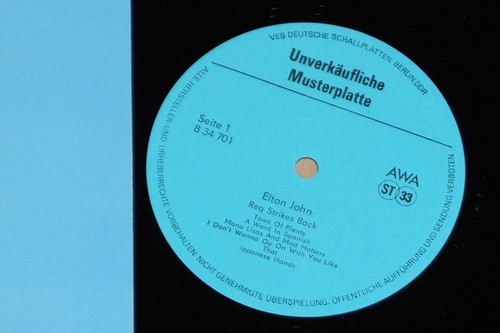 VEB DEUTSCHE SCHALLPLATTEN BERLIN DDR
Unverkäufliche
Musterplatte
Seite 1
8 34 701
AWA
ST 33
Elton John
Reg Strikes Back
Town Of Plenty
A Word In Spanish
Mona Lisas And Mad Hatters
I Don't Wanna Go On With You Like
That
Japanese Hands
ALLE HERSTELLER UND URHEBERRECHTE VORBEHALTEN. NICHT GENEHMIGTE ÜBERSPIELUNG, ÖFFENTLICHE AUFFÜHRUNG UND SENDUNG VERBOTEN